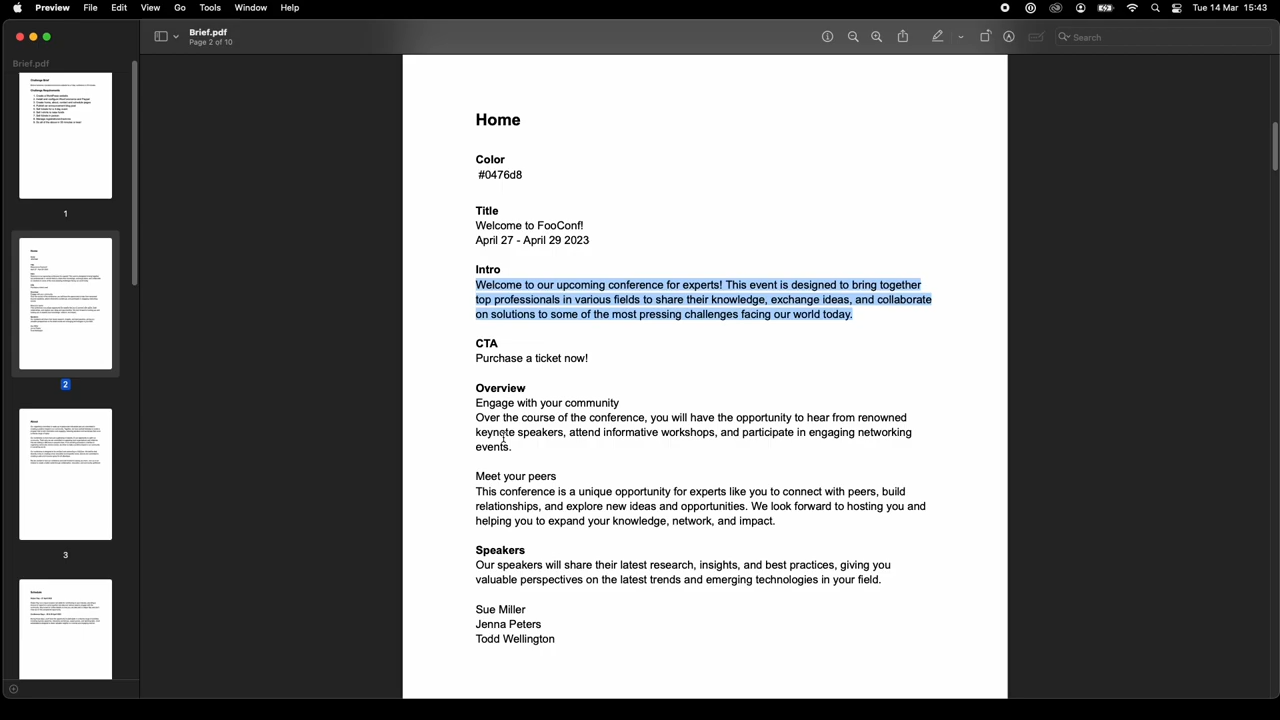 Preview File Edit View Go Tools Window Help
Tue 14 Mar 15:43
Brief.pdf
Page 2 of 10
Search
Brief.pdf
1
2
3
Home
Color
#0476d8
Title
Welcome to FooConf!
April 27 - April 29 2023
Intro
Welcome to our upcoming conference for experts! This event is designed to bring together
top professionals in various fields to share their knowledge, exchange ideas, and collaborate
on solutions to some of the most pressing challenges facing our world today.
CTA
Purchase a ticket now!
Overview
Engage with your community
Over the course of the conference, you will have the opportunity to hear from renowned
keynote speakers, attend informative workshops, and participate in engaging networking
events.
Meet your peers
This conference is a unique opportunity for experts like you to connect with peers, build
relationships, and explore new ideas and opportunities. We look forward to hosting you and
helping you to expand your knowledge, network, and impact.
Speakers
Our speakers will share their latest research, insights, and best practices, giving you
valuable perspectives on the latest trends and emerging technologies in your field.
Sue Miller
Jenna Peters
Todd Wellington